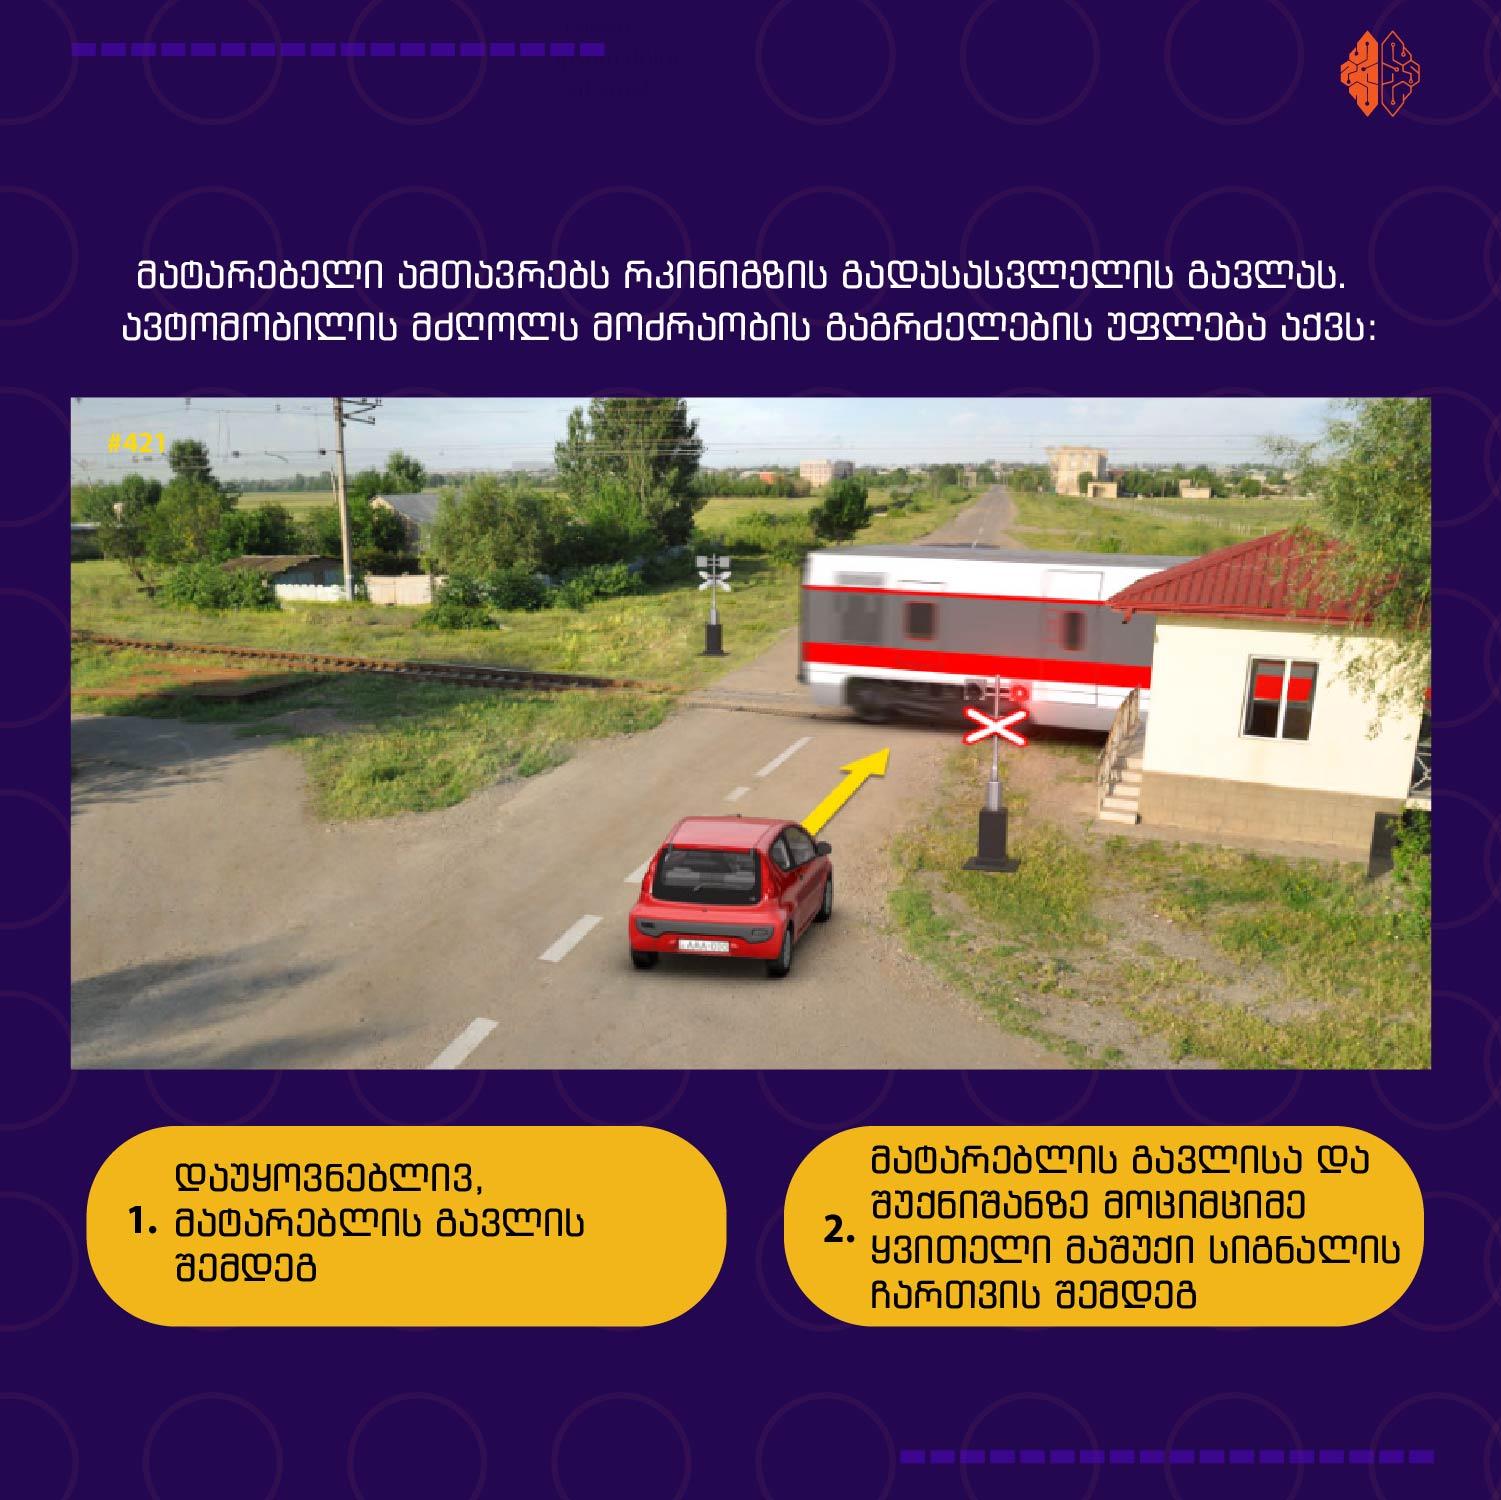 მატარებელი ამთავრებს რკინიგზის გადასასვლელის გავლას.
ავტომობილის მძღოლს მოძრაობის გაგრძელების უფლება აქვს:
#421
1. დაუყოვნებლივ,
მატარებლის გავლის
შემდეგ
2. მატარებლის გავლისა და
შუქნიშანზე მოციმციმე
ყვითელი მაშუქი სიგნალის
ჩართვის შემდეგ